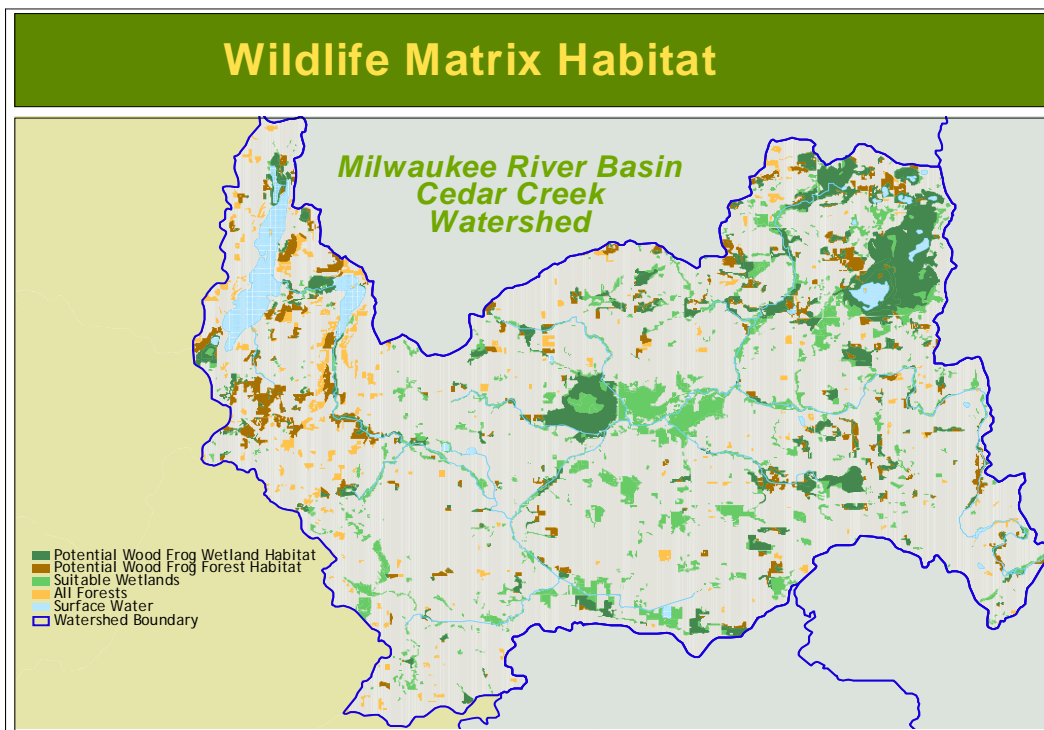 Wildlife Matrix Habitat
Milwaukee River Basin
Cedar Creek
Watershed
Potential Wood Frog Wetland Habitat
Potential Wood Frog Forest Habitat
Suitable Wetlands
All Forests
Surface Water
Watershed Boundary